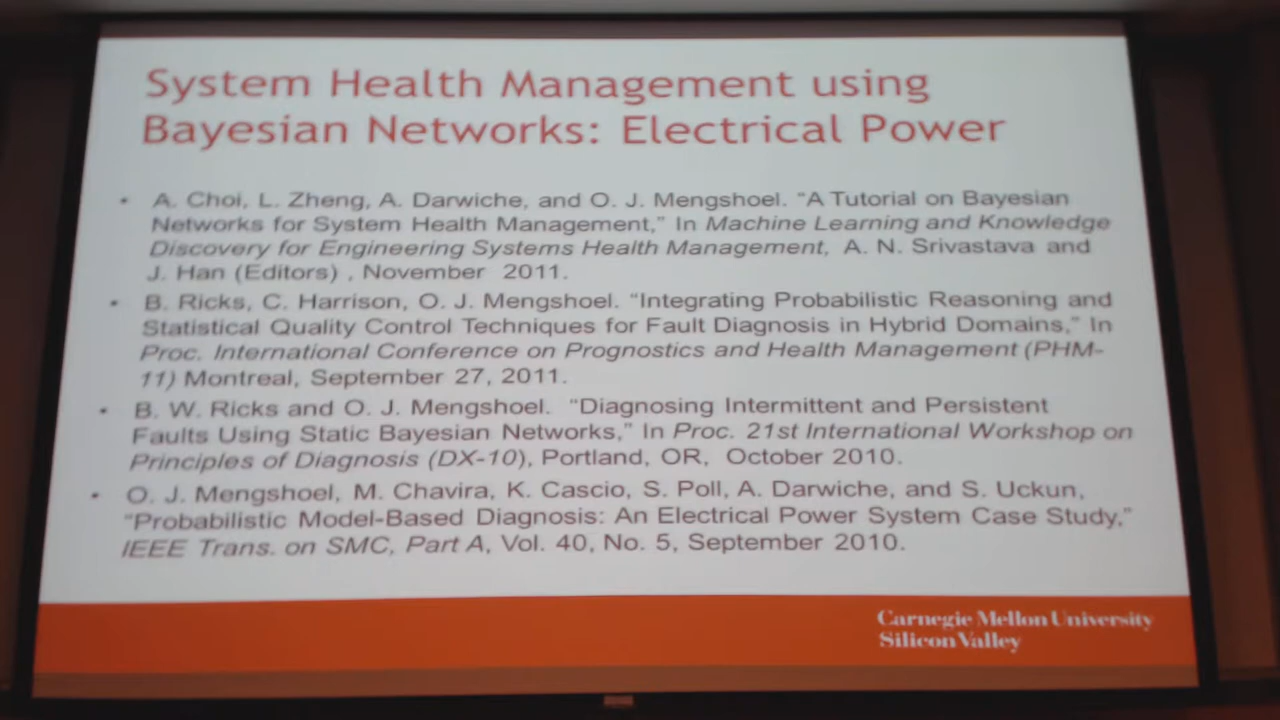 System Health Management using
Bayesian Networks: Electrical Power
• A. Choi, L. Zheng, A. Darwiche, and O. J. Mengshoel. “A Tutorial on Bayesian
Networks for System Health Management,” In Machine Learning and Knowledge
Discovery for Engineering Systems Health Management, A. N. Srivastava and
J. Han (Editors) , November 2011.
• B. Ricks, C. Harrison, O. J. Mengshoel. “Integrating Probabilistic Reasoning and
Statistical Quality Control Techniques for Fault Diagnosis in Hybrid Domains,” In
Proc. International Conference on Prognostics and Health Management (PHM-
11) Montreal, September 27, 2011.
• B. W. Ricks and O. J. Mengshoel. “Diagnosing Intermittent and Persistent
Faults Using Static Bayesian Networks,” In Proc. 21st International Workshop on
Principles of Diagnosis (DX-10), Portland, OR, October 2010.
• O. J. Mengshoel, M. Chavira, K. Cascio, S. Poll, A. Darwiche, and S. Uckun,
“Probabilistic Model-Based Diagnosis: An Electrical Power System Case Study,”
IEEE Trans. on SMC, Part A, Vol. 40, No. 5, September 2010.
Carnegie Mellon University
Silicon Valley